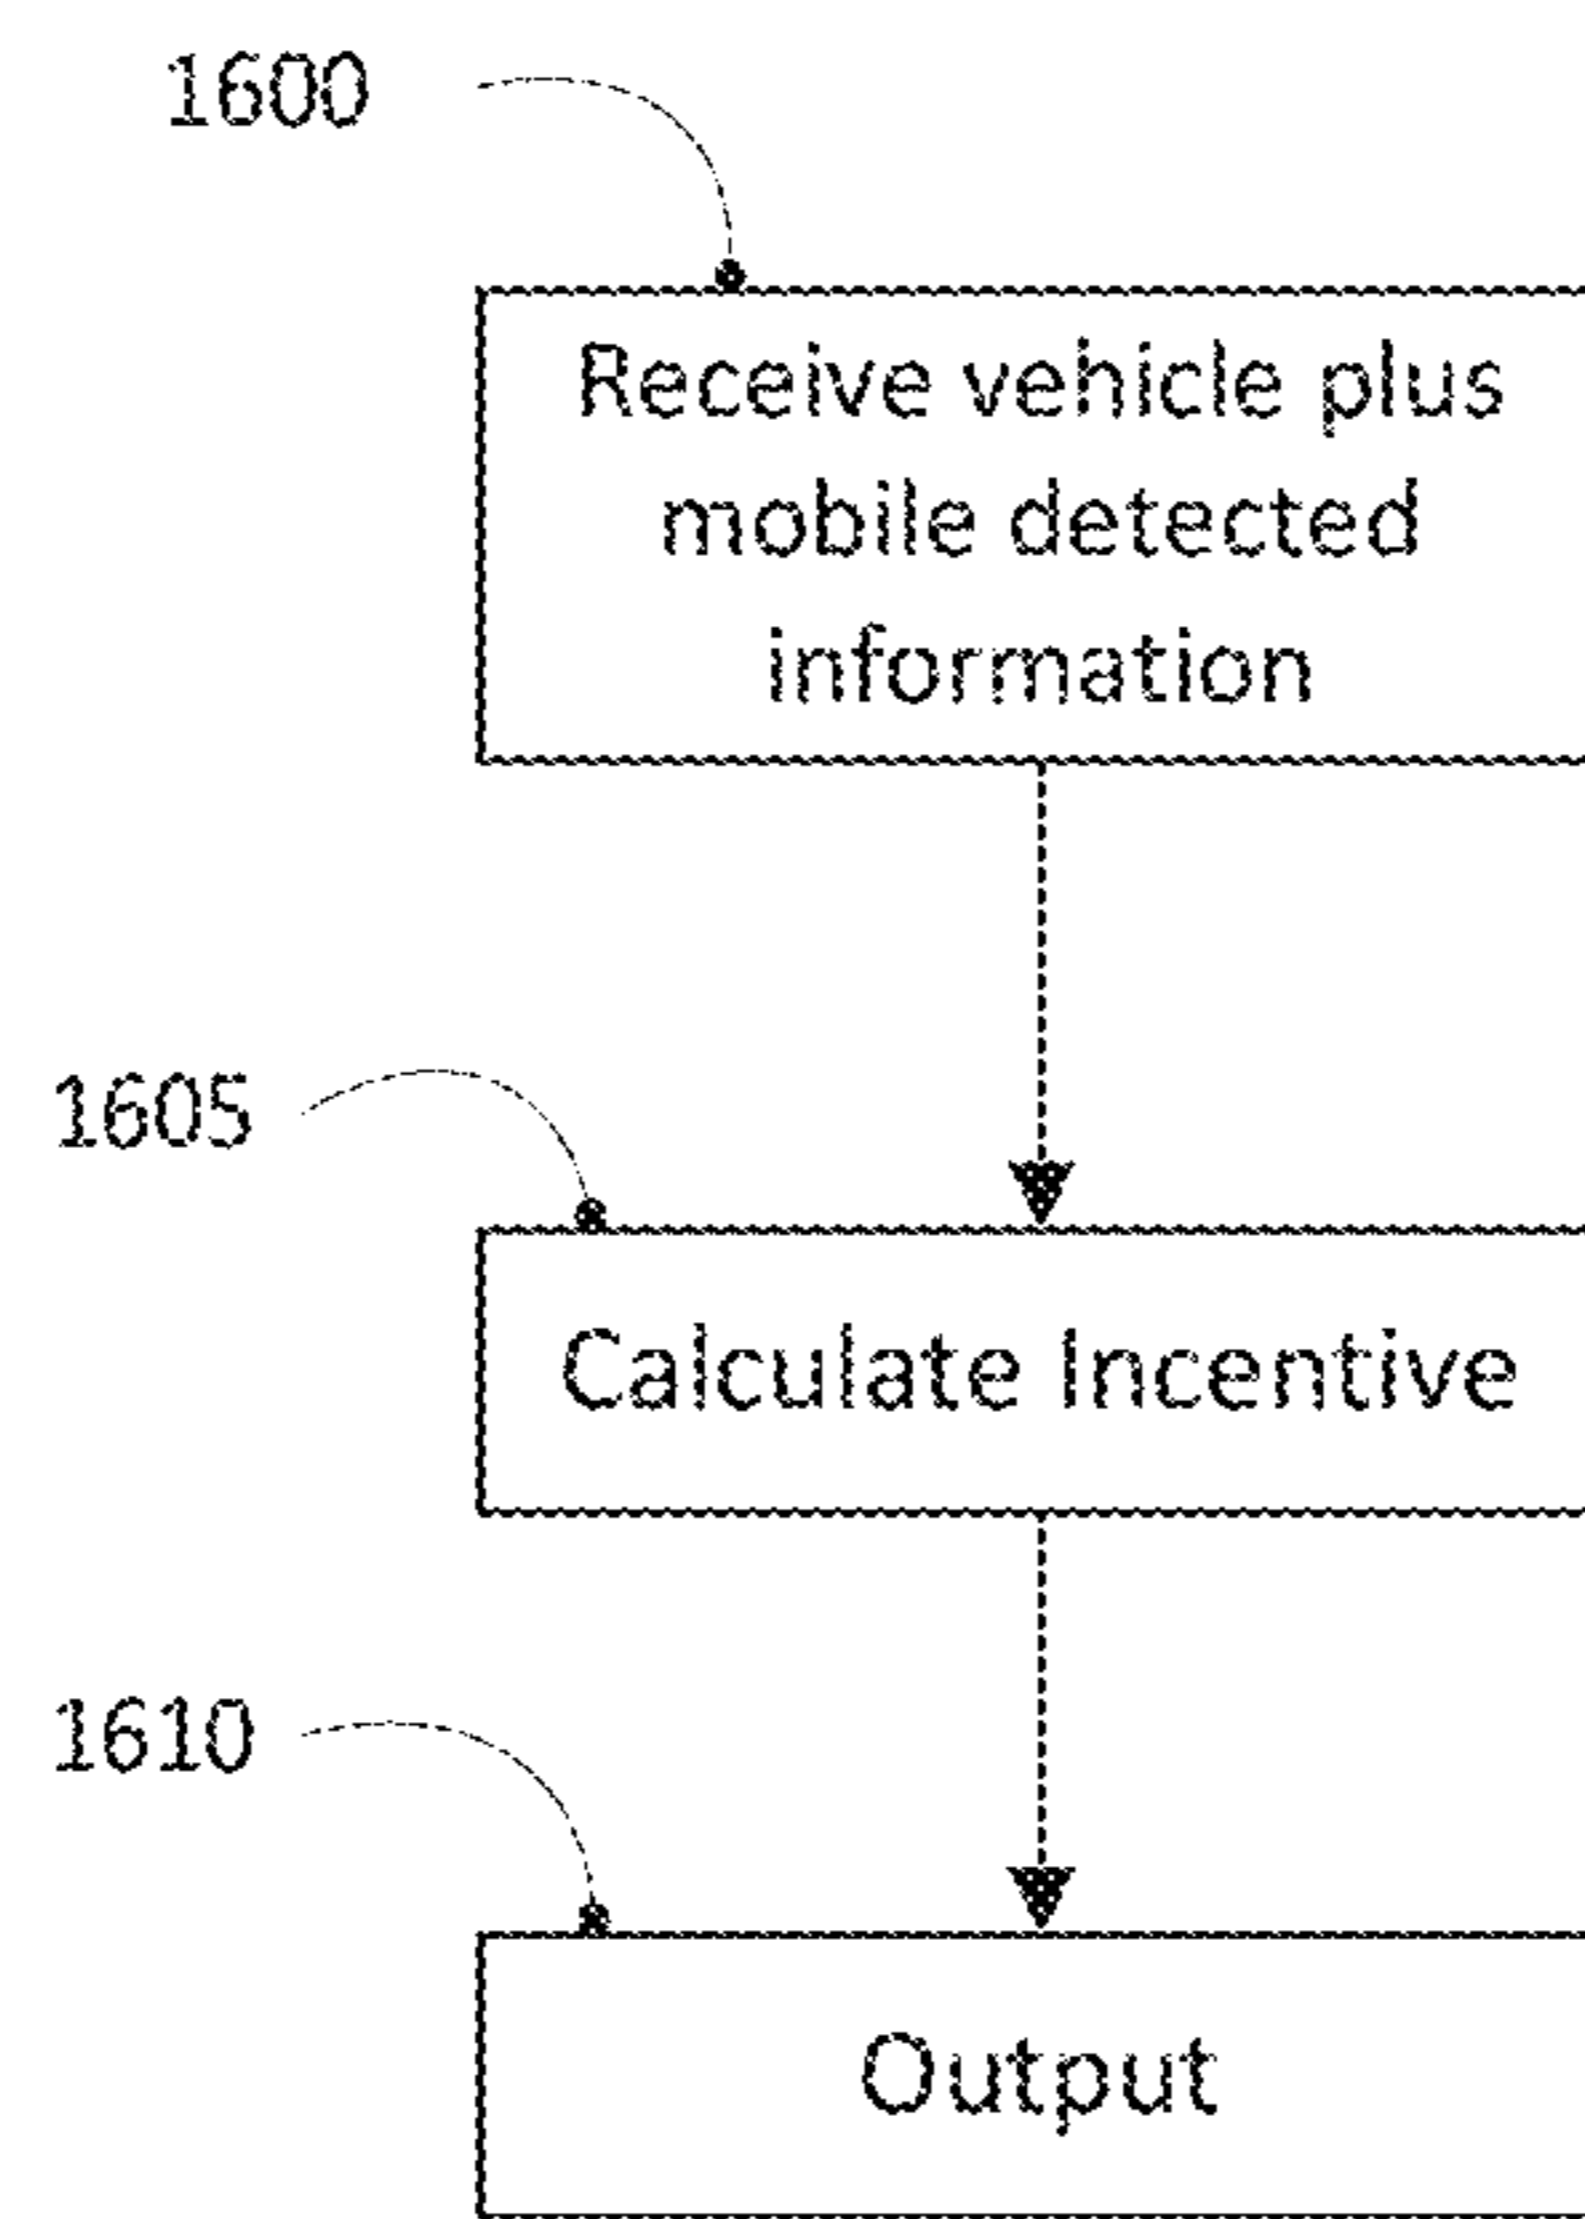 1600
Receive vehicle plus
mobile detected
information
1605
Calculate Incentive
1610
Output